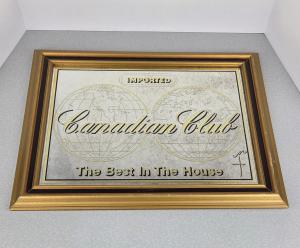 IMPORTED
Canadian Club
The Best In The House